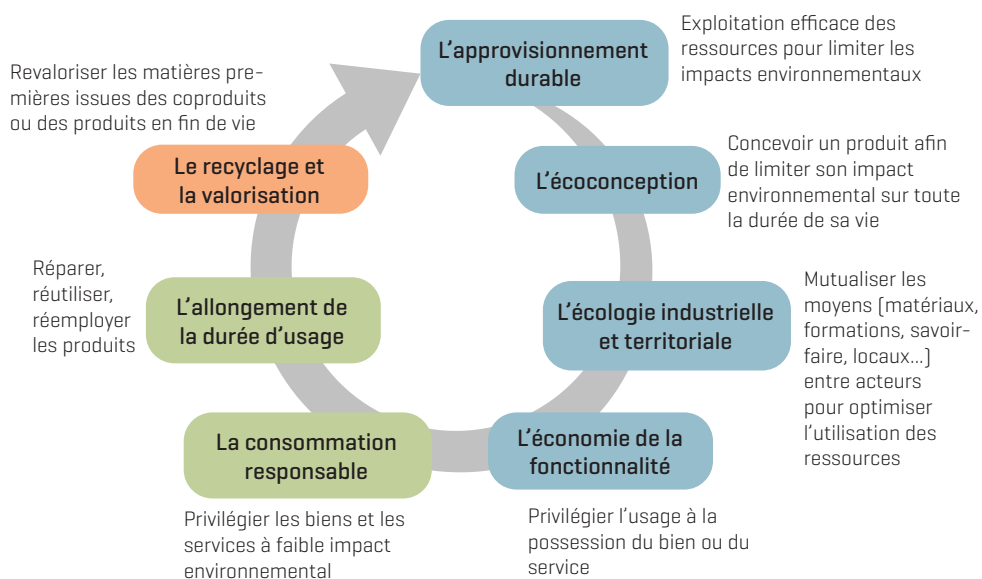 L'approvisionnement
durable
Exploitation efficace des
ressources pour limiter les
impacts environnementaux
L'écoconception
Concevoir un produit afin
de limiter son impact
environnemental sur toute
la durée de sa vie
L'écologie industrielle
et territoriale
Mutualiser les
moyens (matériaux,
formations, savoir-
faire, locaux...)
entre acteurs
pour optimiser
l'utilisation des
ressources
L'économie de la
fonctionnalité
Privilégier l'usage à la
possession du bien ou du
service
La consommation
responsable
Privilégier les biens et les
services à faible impact
environnemental
L'allongement de
la durée d'usage
Réparer,
réutiliser,
réemployer
les produits
Le recyclage et
la valorisation
Revaloriser les matières pre-
mières issues des coproduits
ou des produits en fin de vie